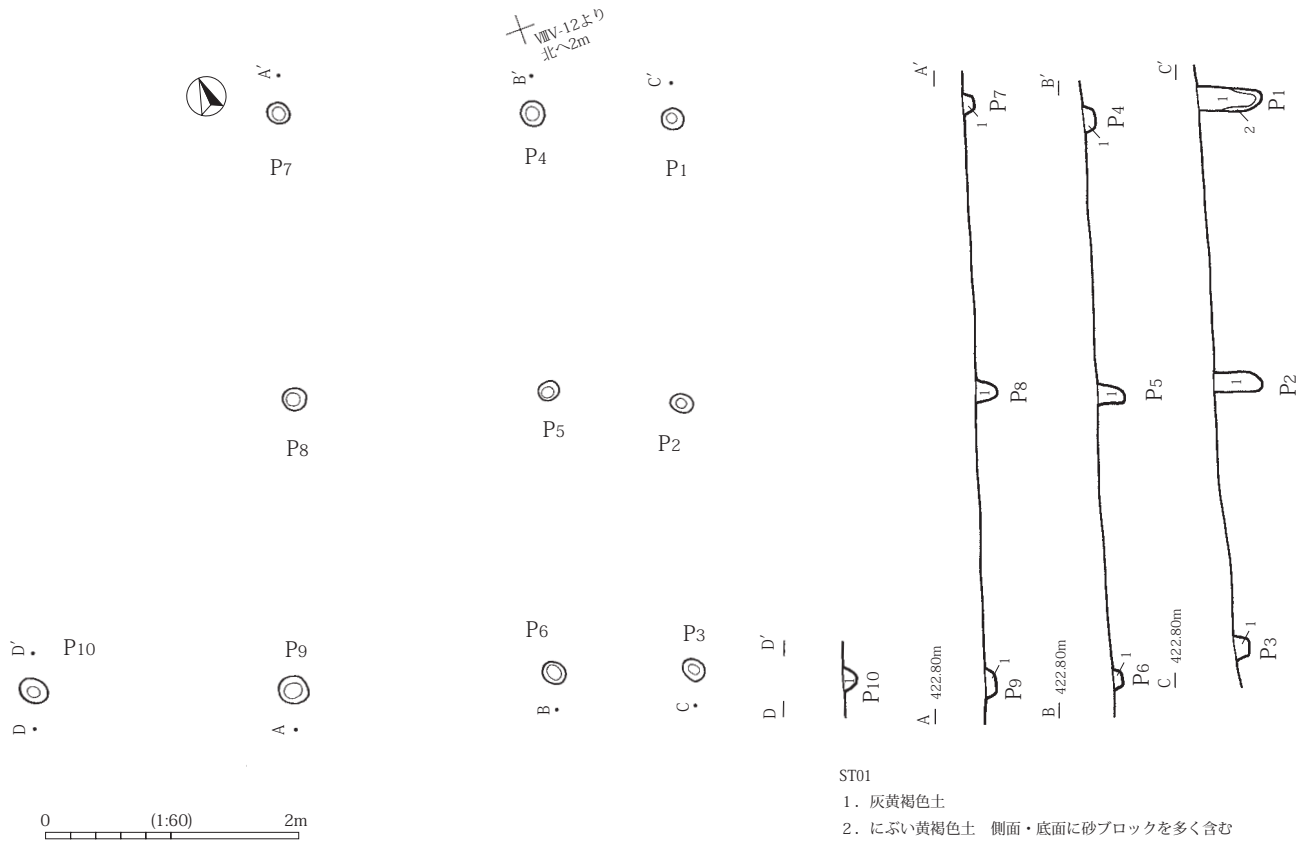 ⅧV-12より
北へ2m
A′
B′
C′
P7
P4
P1
P8
P5
P2
D′
P10
P9
P6
P3
D
A
B
C
0 (1:60) 2m
A′
B′
C′
1
P7
1
P4
1
2
P1
1
P8
1
P5
1
P2
D′
D
1
P10
A 422.80m
1
P9
B 422.80m
1
P6
C 422.80m
1
P3
ST01
1. 灰黄褐色土
2. にぶい黄褐色土 側面・底面に砂ブロックを多く含む